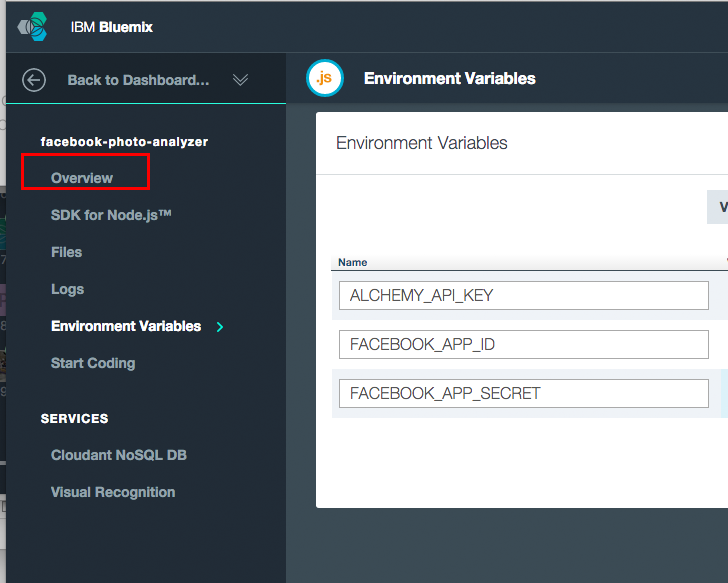 IBM Bluemix
Back to Dashboard...
.js
Environment Variables
facebook-photo-analyzer
Overview
SDK for Node.js™
Files
Logs
Environment Variables
Start Coding
SERVICES
Cloudant NoSQL DB
Visual Recognition
Environment Variables
V
Name
ALCHEMY_API_KEY
FACEBOOK_APP_ID
FACEBOOK_APP_SECRET